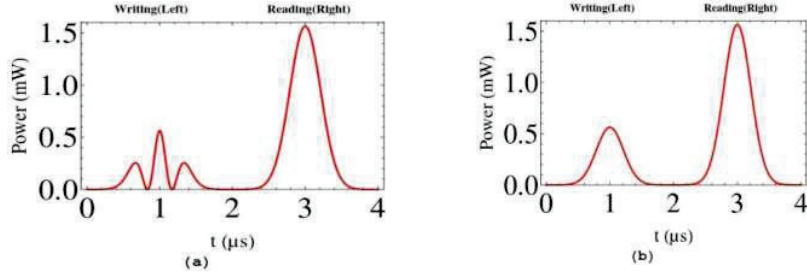 Writing(Left) Reading(Right)
Power (mW)
1.5
1.0
0.5
0.0
0 1 2 3 4
t (μs)
(a)
Writing(Left) Reading(Right)
Power (mW)
1.5
1.0
0.5
0.0
0 1 2 3 4
t (μs)
(b)